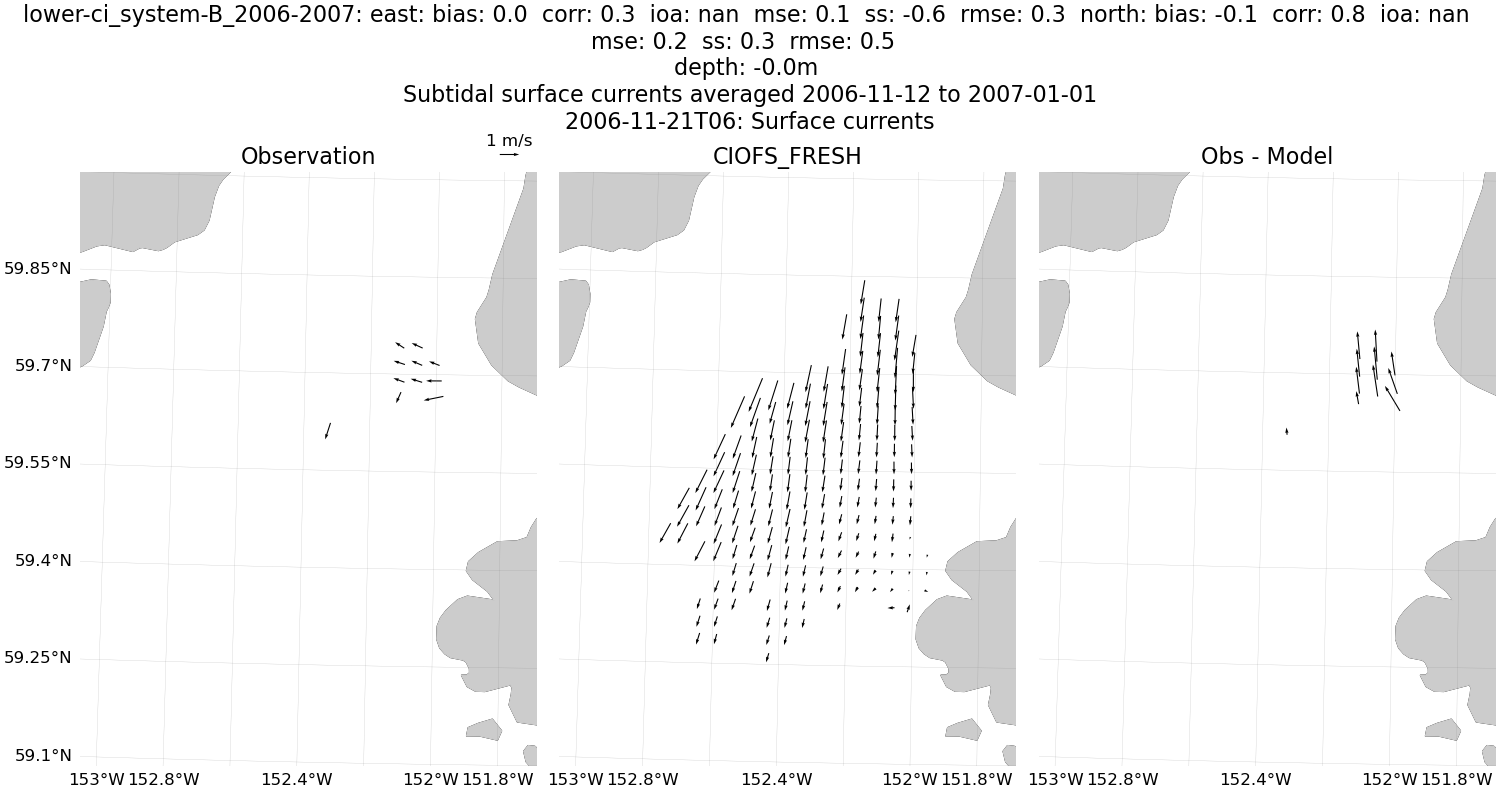 lower-ci_system-B_2006-2007: east: bias: 0.0  corr: 0.3  ioa: nan  mse: 0.1  ss: -0.6  rmse: 0.3  north: bias: -0.1  corr: 0.8  ioa: nan
mse: 0.2  ss: 0.3  rmse: 0.5
depth: -0.0m
Subtidal surface currents averaged 2006-11-12 to 2007-01-01
2006-11-21T06: Surface currents
1 m/s
Observation CIOFS_FRESH Obs - Model
59.85°N
59.7°N
59.55°N
59.4°N
59.25°N
59.1°N
153°W 152.8°W 152.4°W 152°W 151.8°W 153°W 152.8°W 152.4°W 152°W 151.8°W 153°W 152.8°W 152.4°W 152°W 151.8°W